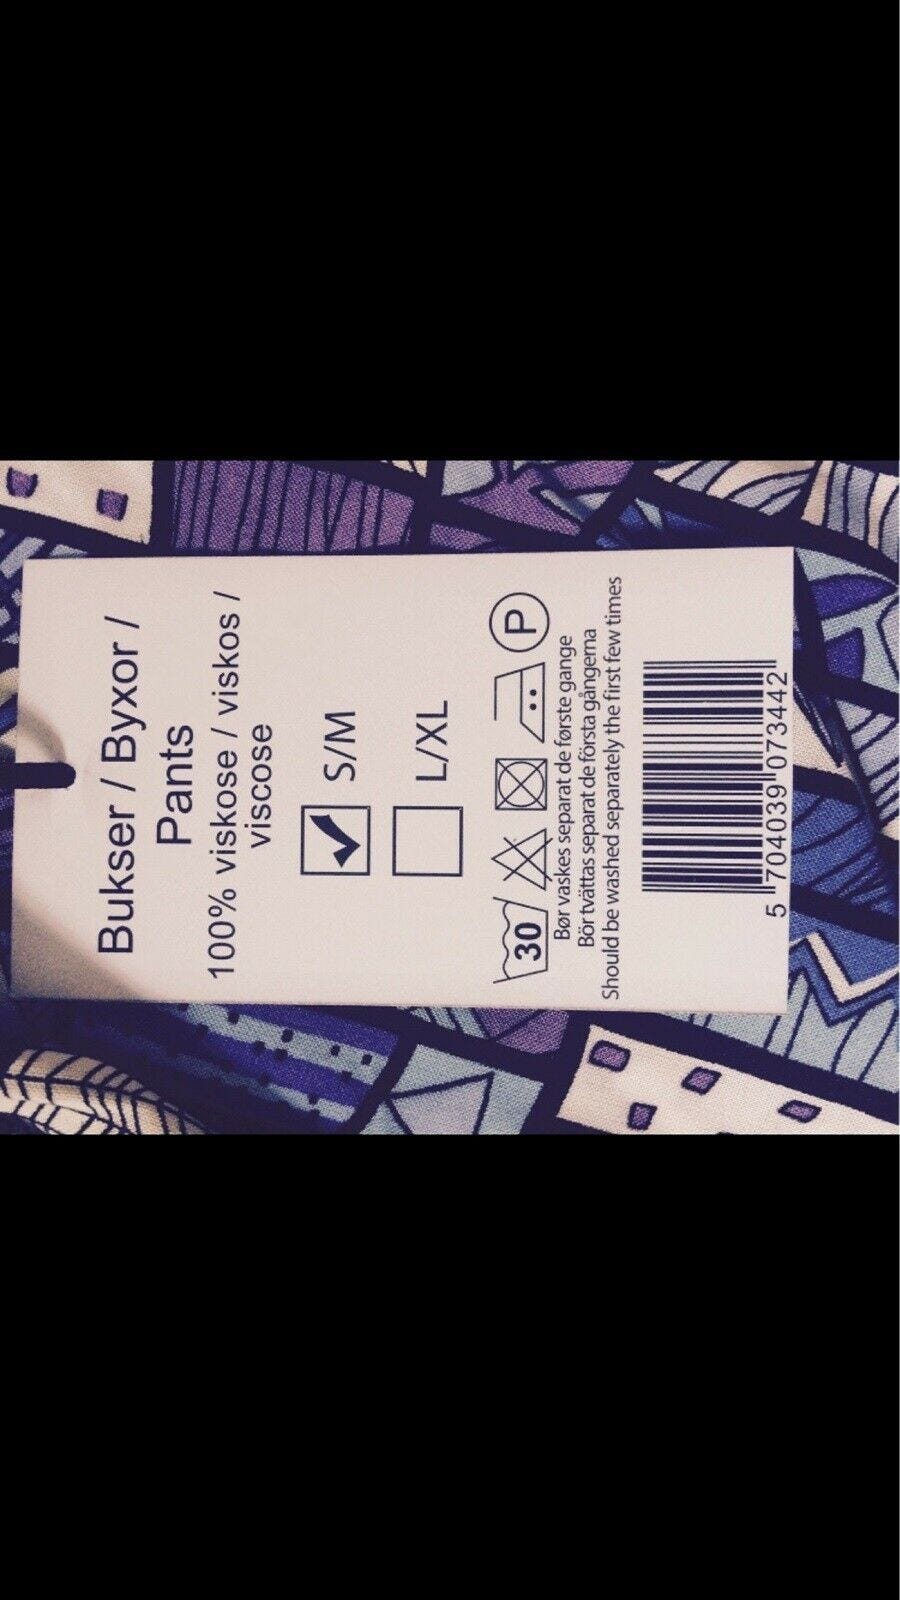 Bukser / Byxor /
Pants
100% viskose / viskos /
viscose
S/M
L/XL
30
P
Bør vaskes separat de første gange
Bör tvättas separat de första gångerna
Should be washed separately the first few times
5 704039 073442